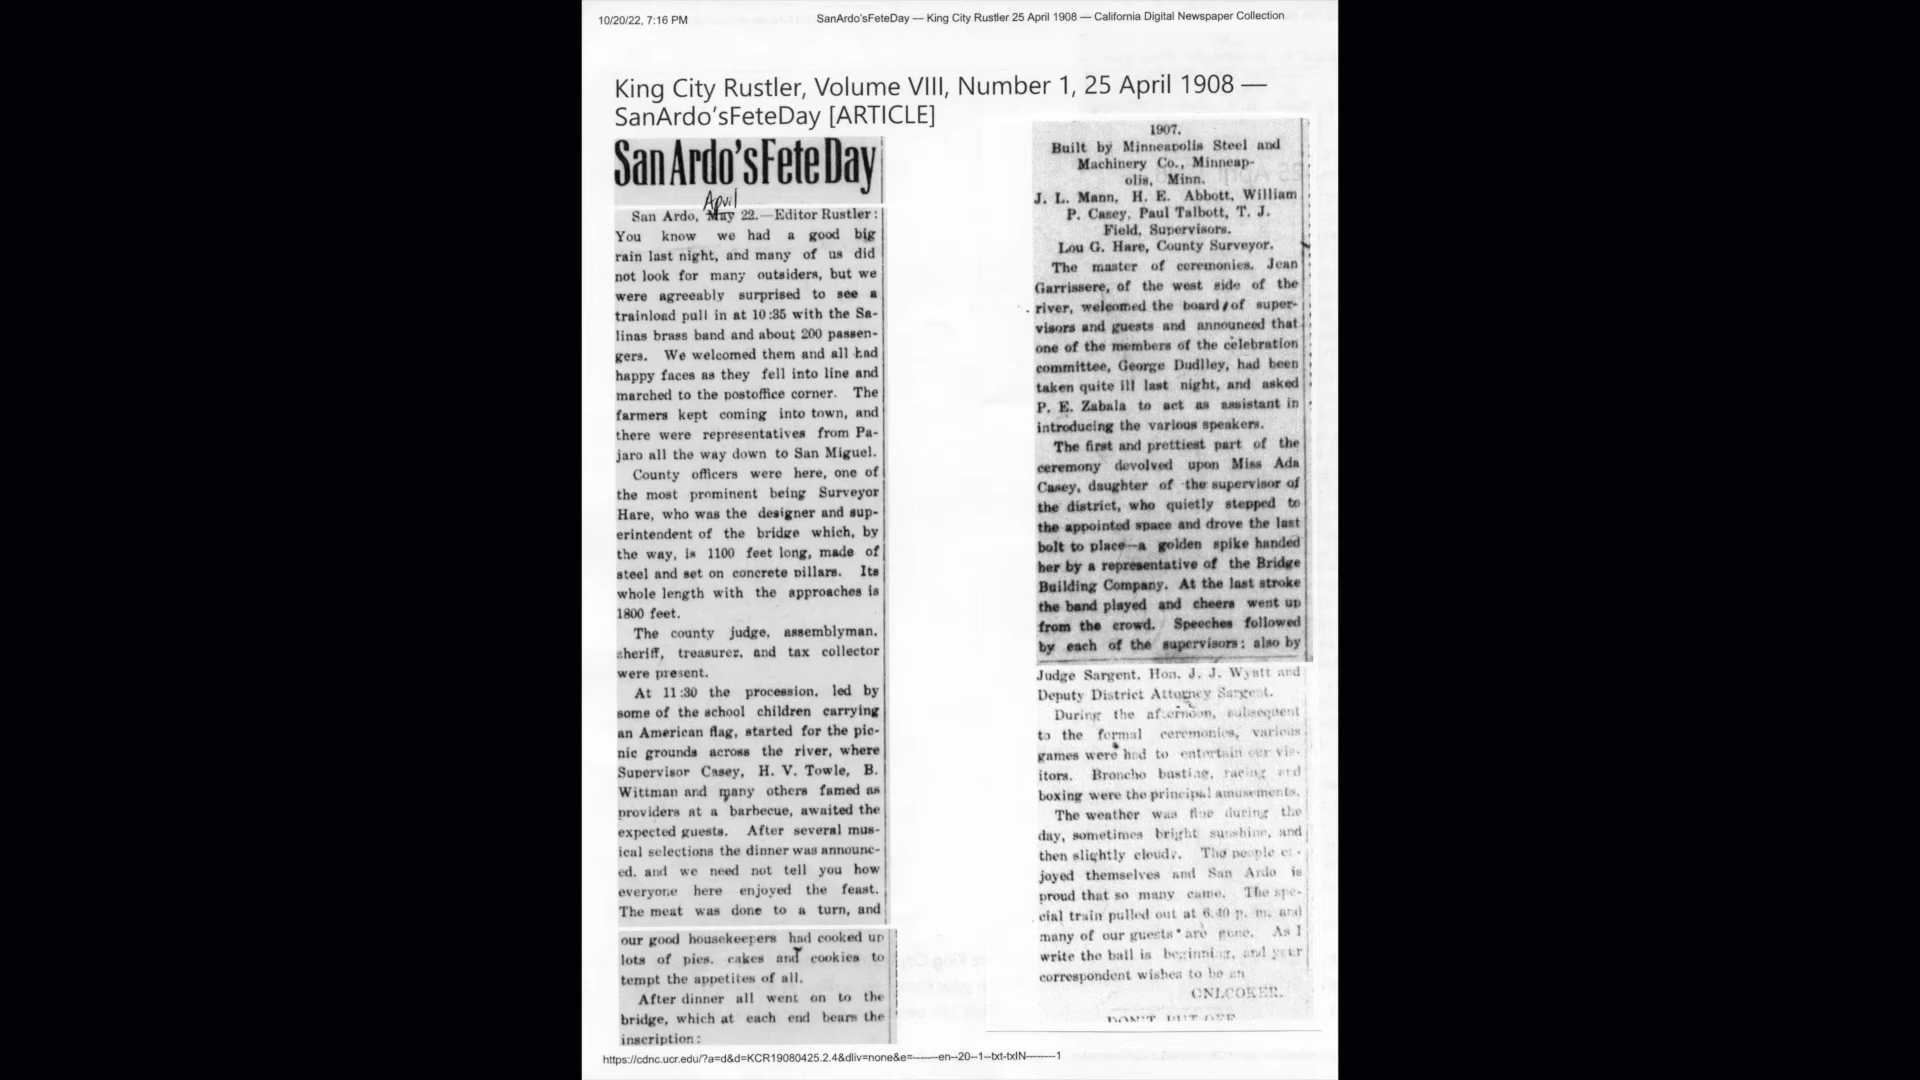 10/20/22, 7:16 PM
SanArdo'sFeteDay — King City Rustler 25 April 1908 — California Digital Newspaper Collection
King City Rustler, Volume VIII, Number 1, 25 April 1908 —
SanArdo'sFeteDay [ARTICLE]
San Ardo's Fete Day
April
San Ardo, May 22.—Editor Rustler:
You know we had a good big
rain last night, and many of us did
not look for many outsiders, but we
were agreeably surprised to see a
trainload pull in at 10:35 with the Sa-
linas brass band and about 200 passen-
gers. We welcomed them and all had
happy faces as they fell into line and
marched to the postoffice corner. The
farmers kept coming into town, and
there were representatives from Pa-
jaro all the way down to San Miguel.
County officers were here, one of
the most prominent being Surveyor
Hare, who was the designer and sup-
erintendent of the bridge which, by
the way, is 1100 feet long, made of
steel and set on concrete pillars. Its
whole length with the approaches is
1800 feet.
The county judge, assemblyman,
sheriff, treasurer, and tax collector
were present.
At 11:30 the procession, led by
some of the school children carrying
an American flag, started for the pic-
nic grounds across the river, where
Supervisor Casey, H. V. Towle, B.
Wittman and many others famed as
providers at a barbecue, awaited the
expected guests. After several mus-
ical selections the dinner was announc-
ed, and we need not tell you how
everyone here enjoyed the feast.
The meat was done to a turn, and
our good housekeepers had cooked up
lots of pies, cakes and cookies to
tempt the appetites of all.
After dinner all went on to the
bridge, which at each end bears the
inscription:
1907.
Built by Minneapolis Steel and
Machinery Co., Minneap-
olis, Minn.
J. L. Mann, H. E. Abbott, William
P. Casey, Paul Talbott, T. J.
Field, Supervisors.
Lou G. Hare, County Surveyor.
The master of ceremonies, Jean
Garrissere, of the west side of the
river, welcomed the board of super-
visors and guests and announced that
one of the members of the celebration
committee, George Dudlley, had been
taken quite ill last night, and asked
P. E. Zabala to act as assistant in
introducing the various speakers.
The first and prettiest part of the
ceremony devolved upon Miss Ada
Casey, daughter of the supervisor of
the district, who quietly stepped to
the appointed space and drove the last
bolt to place—a golden spike handed
her by a representative of the Bridge
Building Company. At the last stroke
the band played and cheers went up
from the crowd. Speeches followed
by each of the supervisors; also by
Judge Sargent, Hon. J. J. Wyatt and
Deputy District Attorney Sargent.
During the afternoon, subsequent
to the formal ceremonies, various
games were had to entertain our vis-
itors. Broncho busting, racing and
boxing were the principal amusements.
The weather was fine during the
day, sometimes bright sunshine, and
then slightly cloudy. The people en-
joyed themselves and San Ardo is
proud that so many came. The spe-
cial train pulled out at 6:40 p. m. and
many of our guests are gone. As I
write the ball is beginning, and your
correspondent wishes to be an
ONLOOKER.
https://cdnc.ucr.edu/?a=d&d=KCR19080425.2.4&dliv=none&e=-------en--20--1--txt-txIN--------1